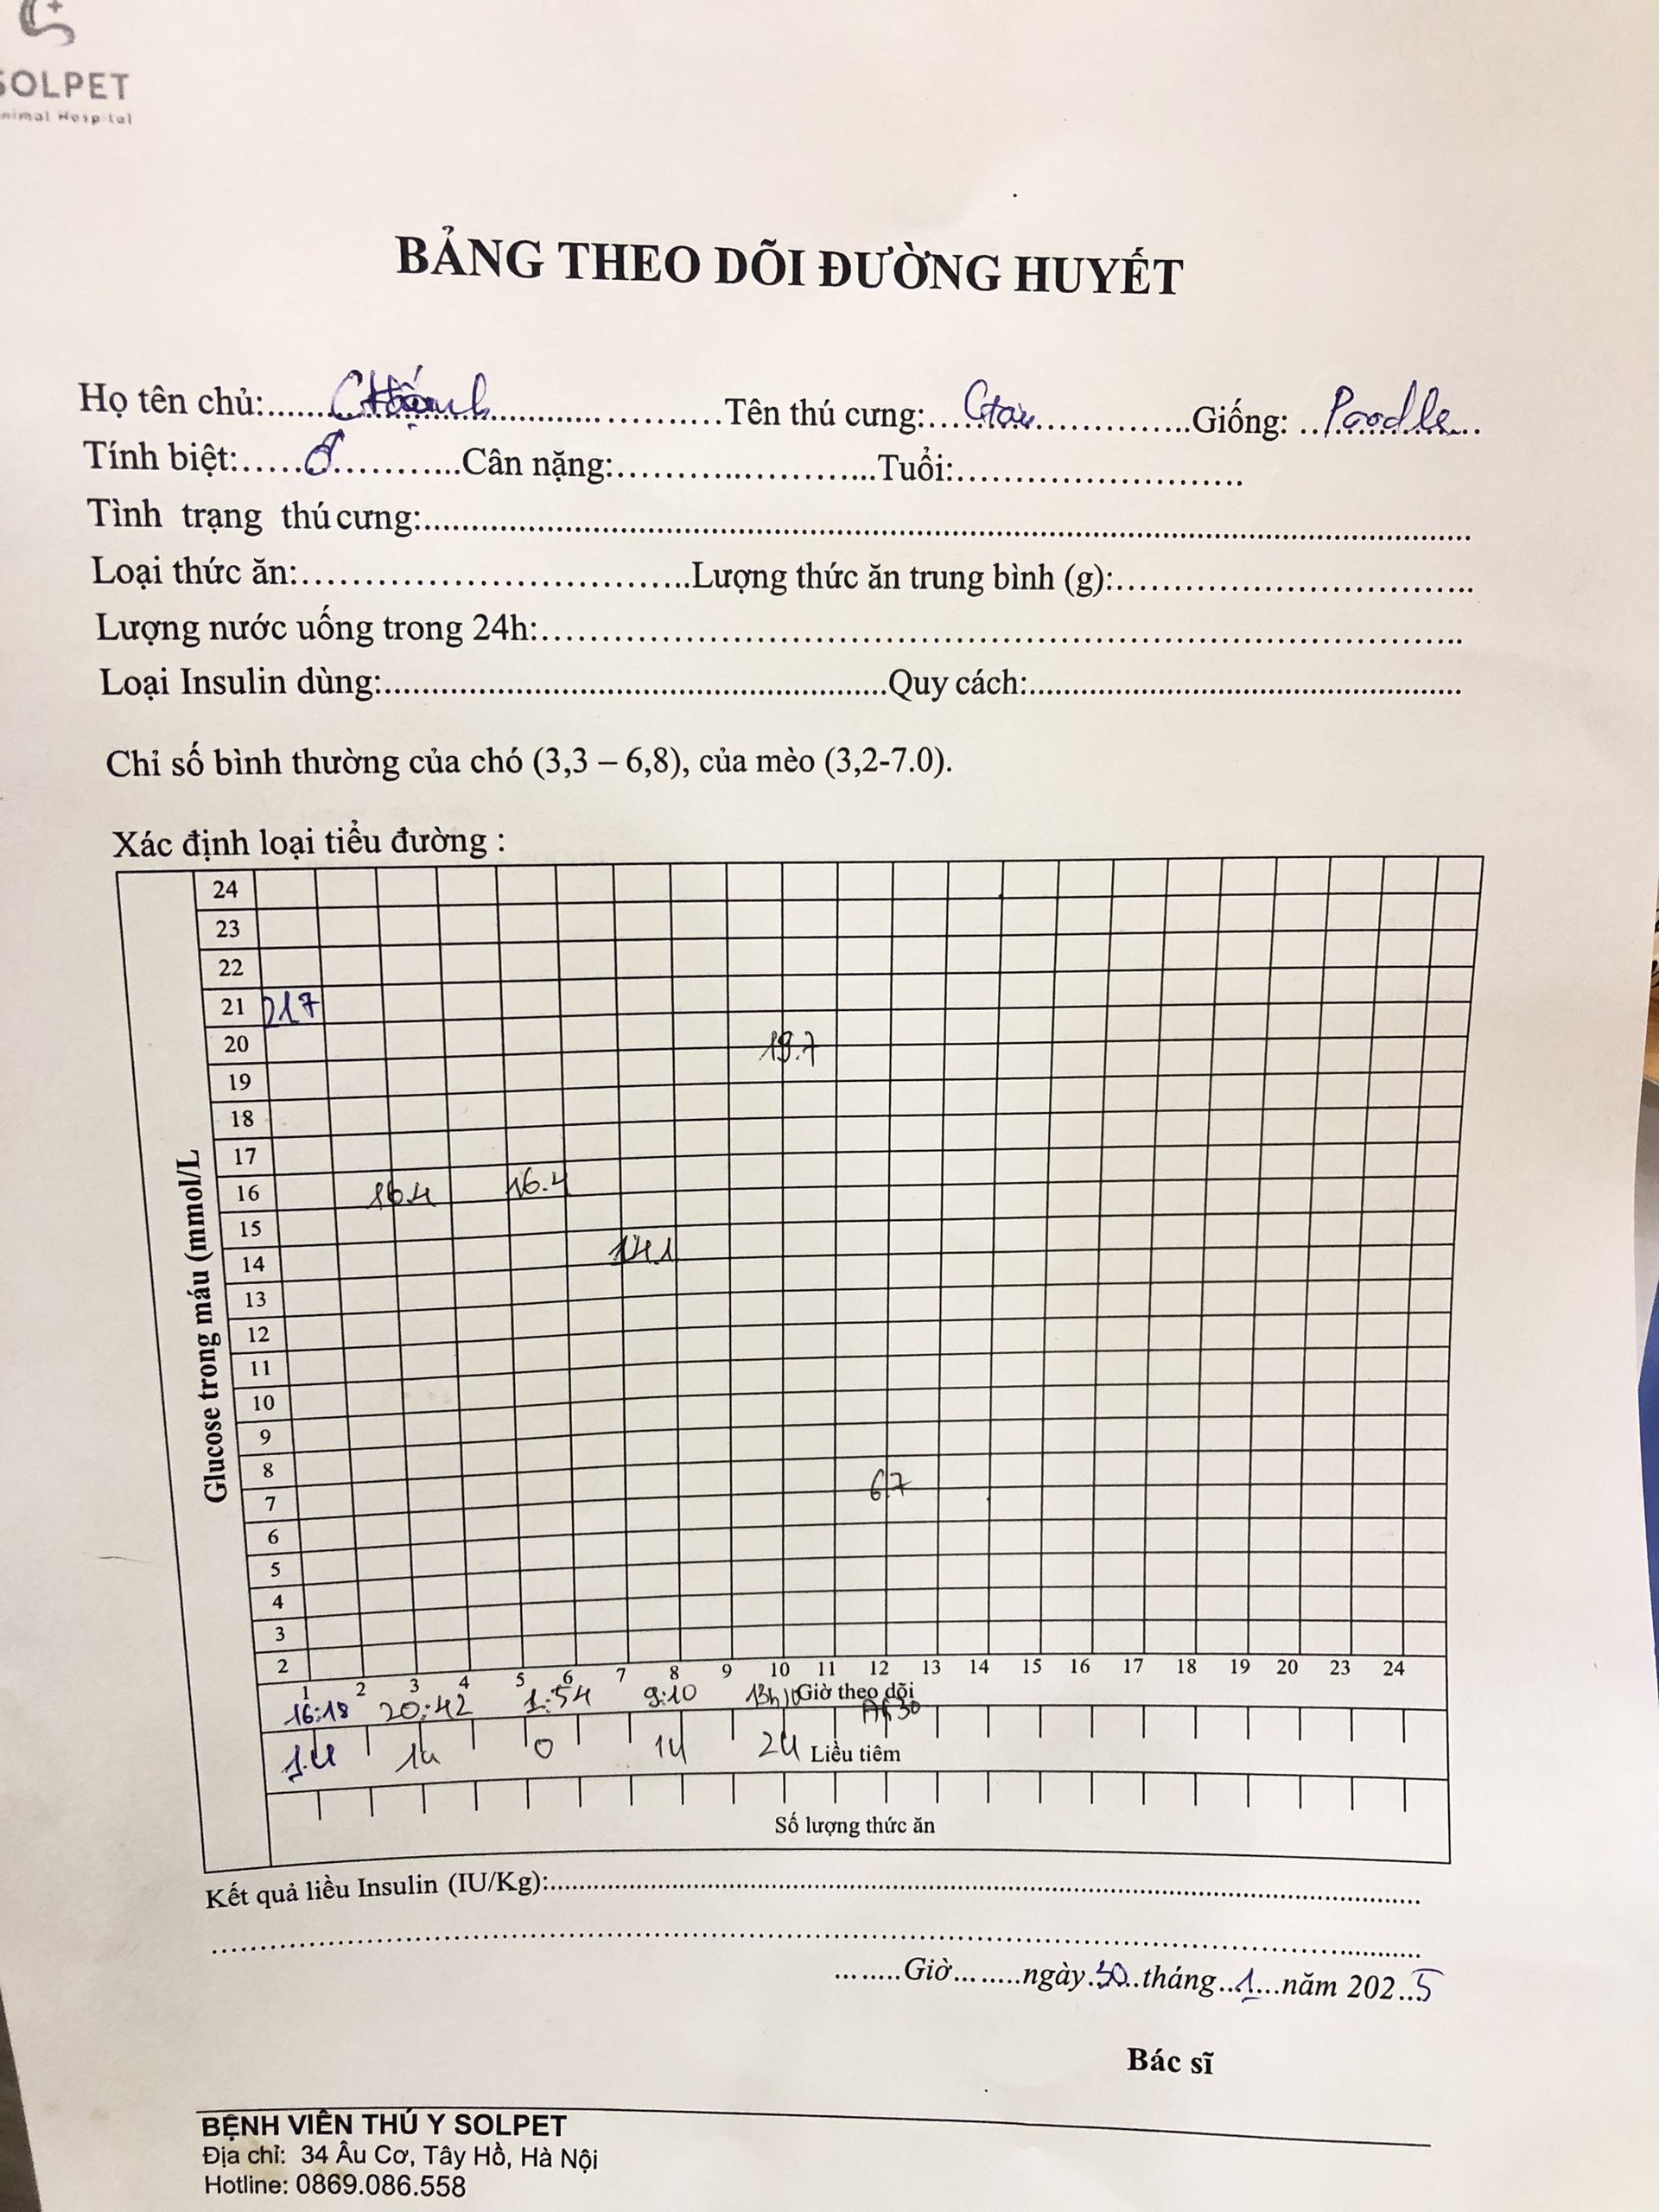 SOLPET
Animal Hospital
BẢNG THEO DÕI ĐƯỜNG HUYẾT
Họ tên chủ:.......................Tên thú cưng:.................Giống: Poodle
Tính biệt:.....♂...........Cân nặng:.......................Tuổi:.........................
Tình trạng thú cưng:.............................................
Loại thức ăn:.................................Lượng thức ăn trung bình (g):.................................
Lượng nước uống trong 24h:.............................................
Loại Insulin dùng:.............................................Quy cách:.............................................
Chỉ số bình thường của chó (3,3 – 6,8), của mèo (3,2-7.0).
Xác định loại tiểu đường :
Glucose trong máu (mmol/L
24
23
22
21 217
20 19.7
19
18
17
16 16.4 16.4
15
14 14.1
13
12
11
10
9
8
7 6.7
6
5
4
3
2
1 2 3 4 5 6 7 8 9 10 11 12 13 14 15 16 17 18 19 20 23 24
16:18 20:42 1:54 9:10 13h10 Giờ theo dõi
1u 1u 0 1u 2u Liều tiêm
Số lượng thức ăn
Kết quả liều Insulin (IU/Kg):.............................................
........Giờ.........ngày.30..tháng..1...năm 202..5
Bác sĩ
BỆNH VIỆN THÚ Y SOLPET
Địa chỉ: 34 Âu Cơ, Tây Hồ, Hà Nội
Hotline: 0869.086.558